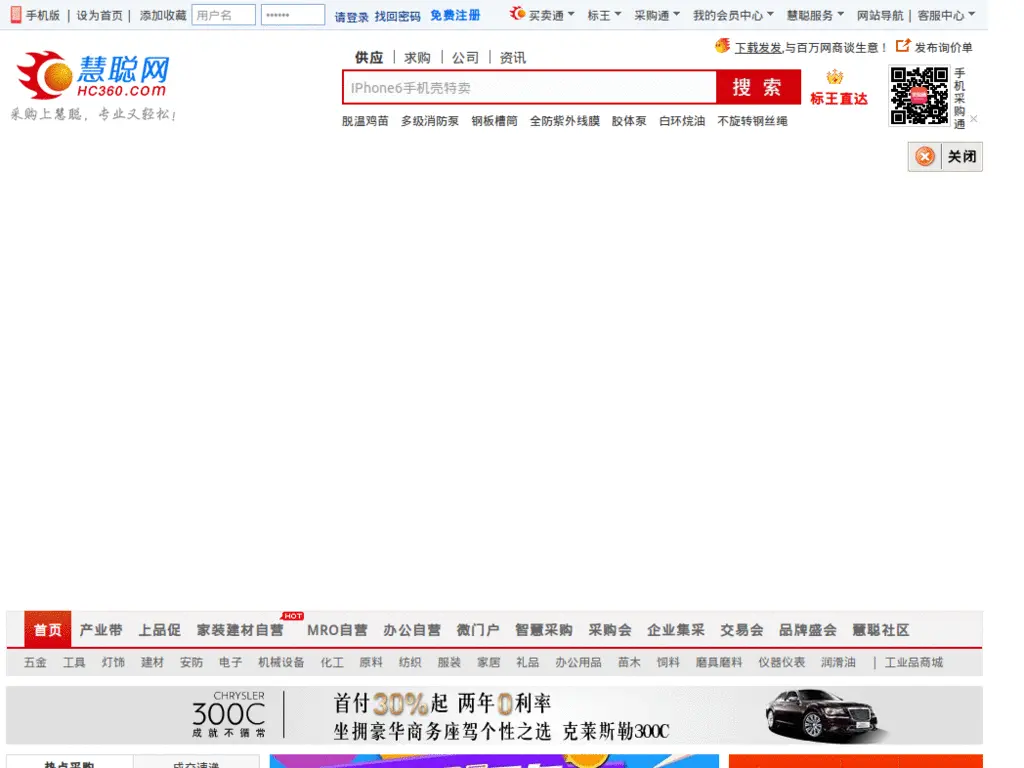 手机版 | 设为首页 | 添加收藏 用户名 •••••• 请登录 找回密码 免费注册 买卖通 标王 采购通 我的会员中心 慧聪服务 网站导航 | 客服中心
下载发发,与百万网商谈生意！ 发布询价单
慧聪网
HC360.com
采购上慧聪，专业又轻松！
供应 | 求购 | 公司 | 资讯
IPhone6手机壳特卖 搜 索
标王直达
手机采购通
脱温鸡苗 多级消防泵 钢板槽筒 全防紫外线膜 胶体泵 白环烷油 不旋转钢丝绳
关闭
HOT
首页 产业带 上品促 家装建材自营 MRO自营 办公自营 微门户 智慧采购 采购会 企业集采 交易会 品牌盛会 慧聪社区
五金 工具 灯饰 建材 安防 电子 机械设备 化工 原料 纺织 服装 家居 礼品 办公用品 苗木 饲料 磨具磨料 仪器仪表 润滑油 | 工业品商城
CHRYSLER
300C
成就不循常
首付30%起 两年0利率
坐拥豪华商务座驾个性之选 克莱斯勒300C
热点采购 成交速递